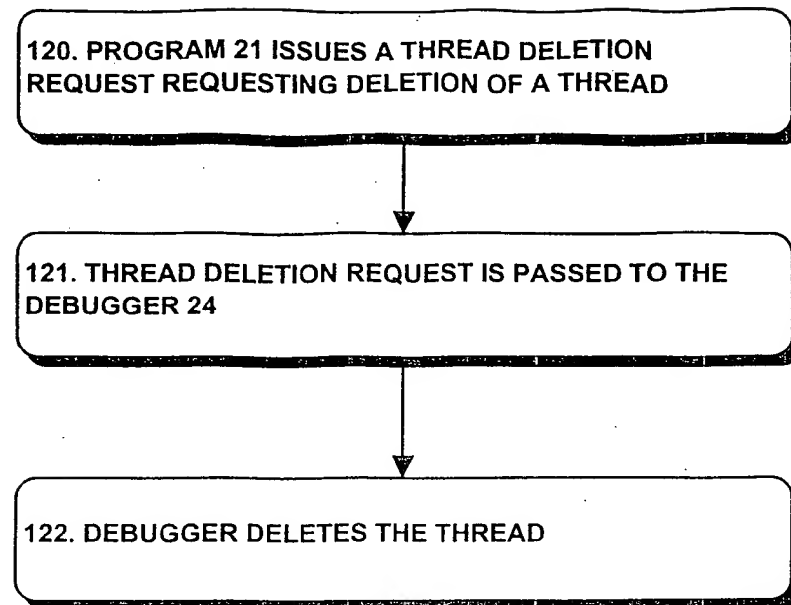 120. PROGRAM 21 ISSUES A THREAD DELETION
REQUEST REQUESTING DELETION OF A THREAD
121. THREAD DELETION REQUEST IS PASSED TO THE
DEBUGGER 24
122. DEBUGGER DELETES THE THREAD